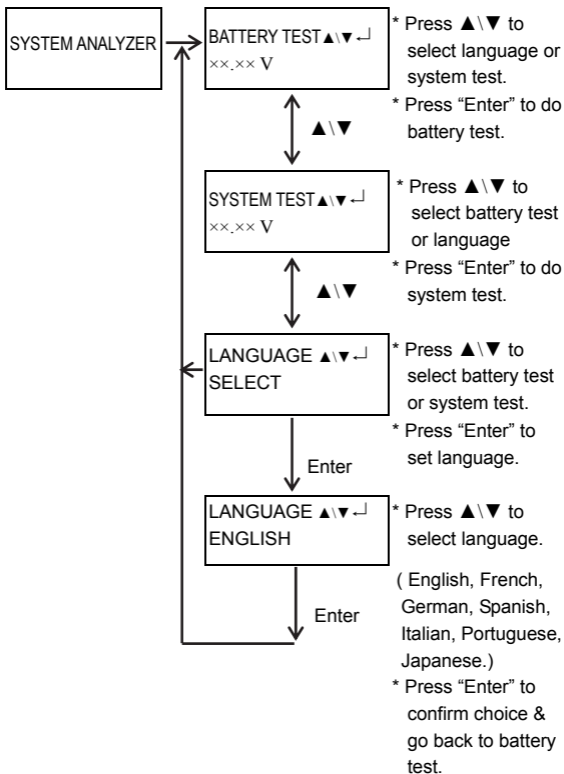 SYSTEM ANALYZER
BATTERY TEST▲\▼↵
××.×× V
* Press ▲\▼ to
select language or
system test.
* Press “Enter” to do
battery test.
▲\▼
SYSTEM TEST▲\▼↵
××.×× V
* Press ▲\▼ to
select battery test
or language
* Press “Enter” to do
system test.
▲\▼
LANGUAGE ▲\▼↵
SELECT
* Press ▲\▼ to
select battery test
or system test.
* Press “Enter” to
set language.
Enter
LANGUAGE ▲\▼↵
ENGLISH
* Press ▲\▼ to
select language.
( English, French,
German, Spanish,
Italian, Portuguese,
Japanese.)
* Press “Enter” to
confirm choice &
go back to battery
test.
Enter